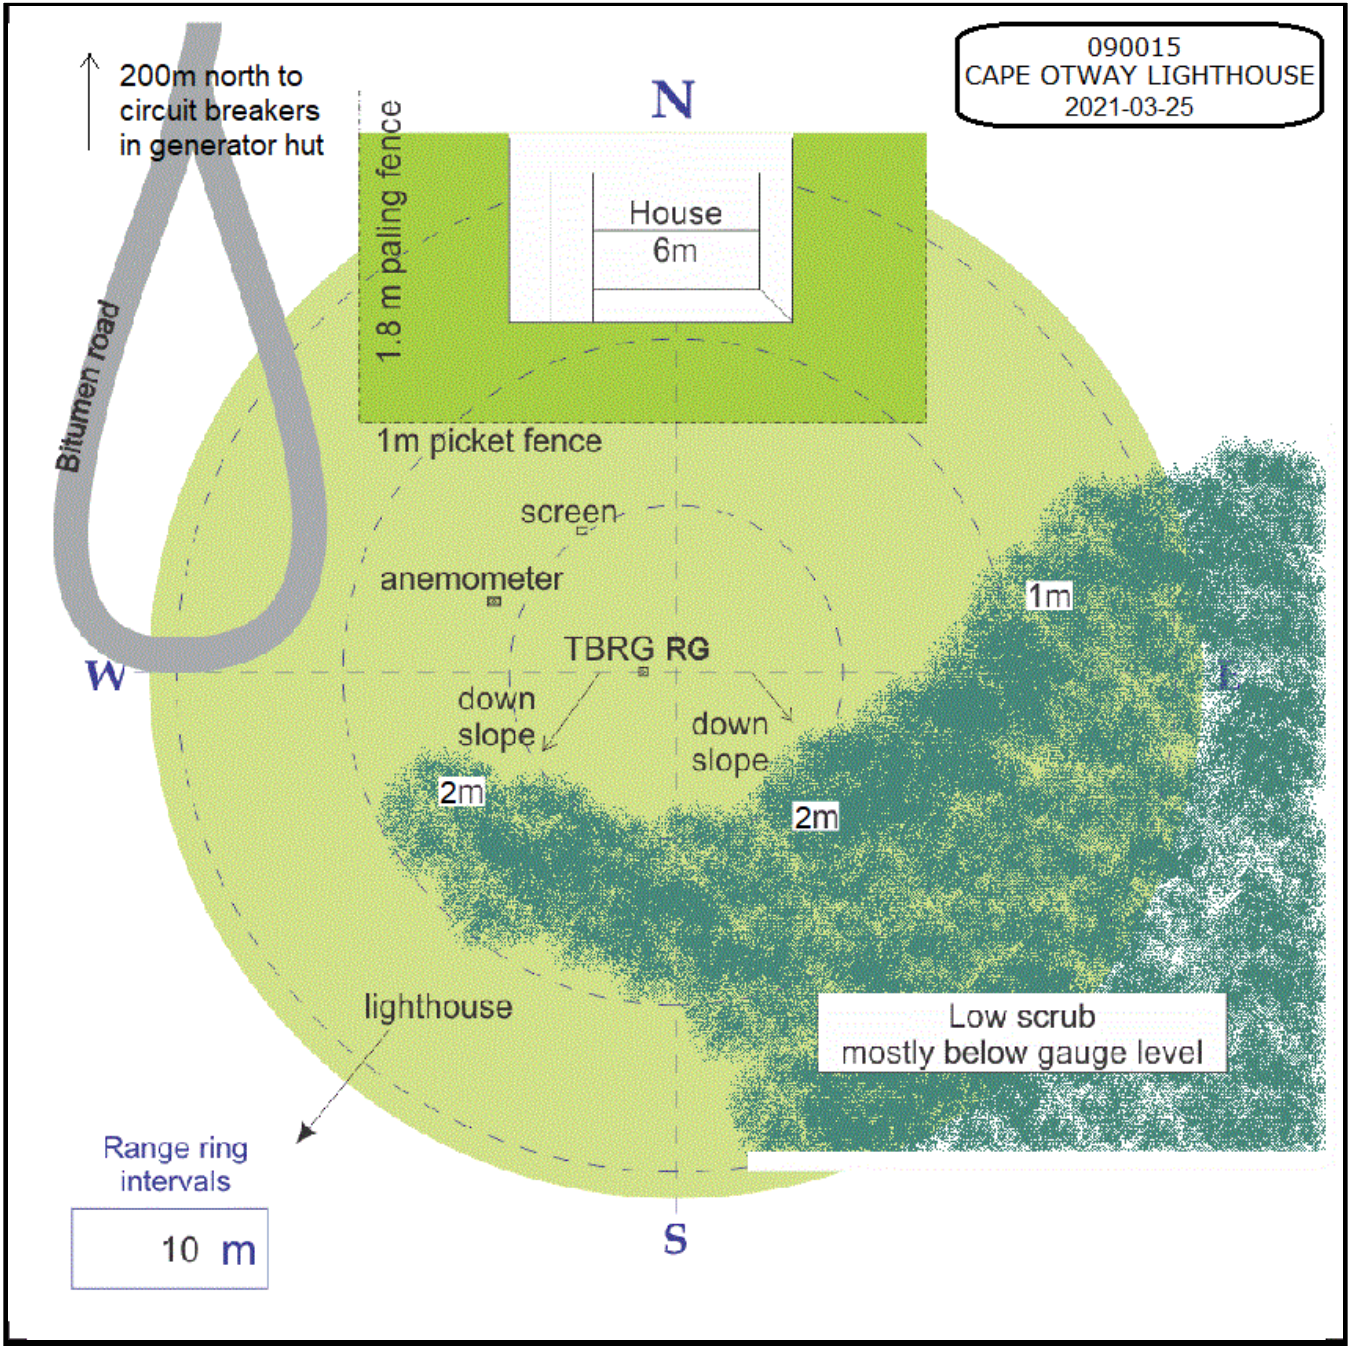 090015
CAPE OTWAY LIGHTHOUSE
2021-03-25
200m north to
circuit breakers
in generator hut
N
1.8 m paling fence
House
6m
Bitumen road
1m picket fence
screen
anemometer
1m
TBRG RG
W
E
down
slope
down
slope
2m
2m
lighthouse
Low scrub
mostly below gauge level
Range ring
intervals
10 m
S